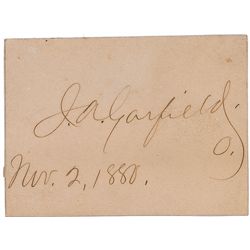 J. A. Garfield.
O.
Nov. 2, 1880.